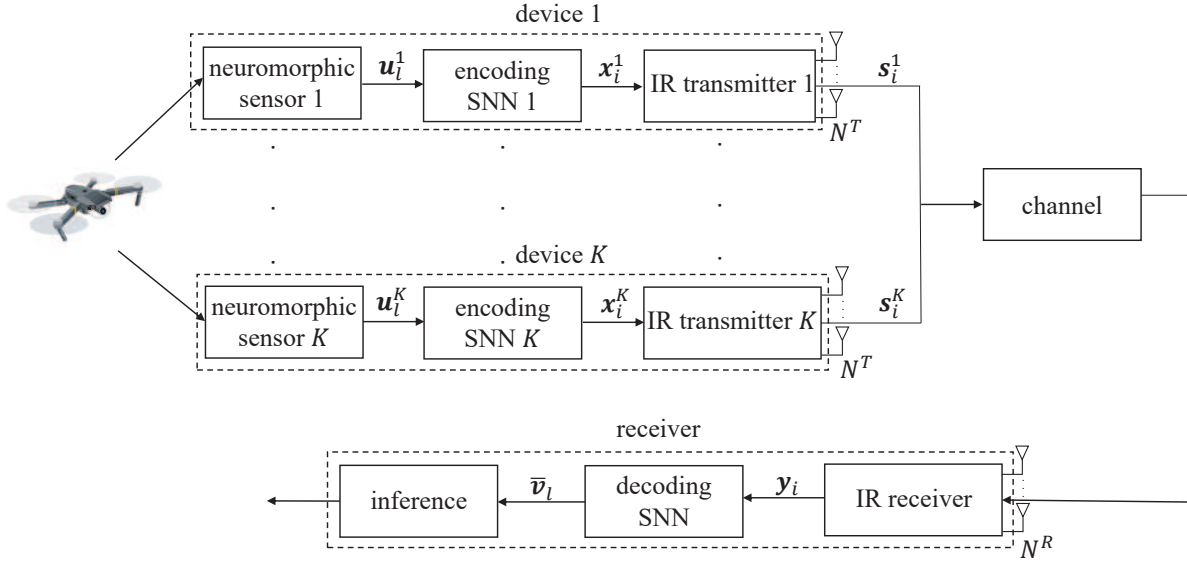 device 1
neuromorphic
sensor 1
𝒖_l^1
encoding
SNN 1
𝒙_i^1
IR transmitter 1
𝒔_i^1
N^T
channel
device K
neuromorphic
sensor K
𝒖_l^K
encoding
SNN K
𝒙_i^K
IR transmitter K
𝒔_i^K
N^T
receiver
inference
v̅_l
decoding
SNN
𝒚_i
IR receiver
N^R